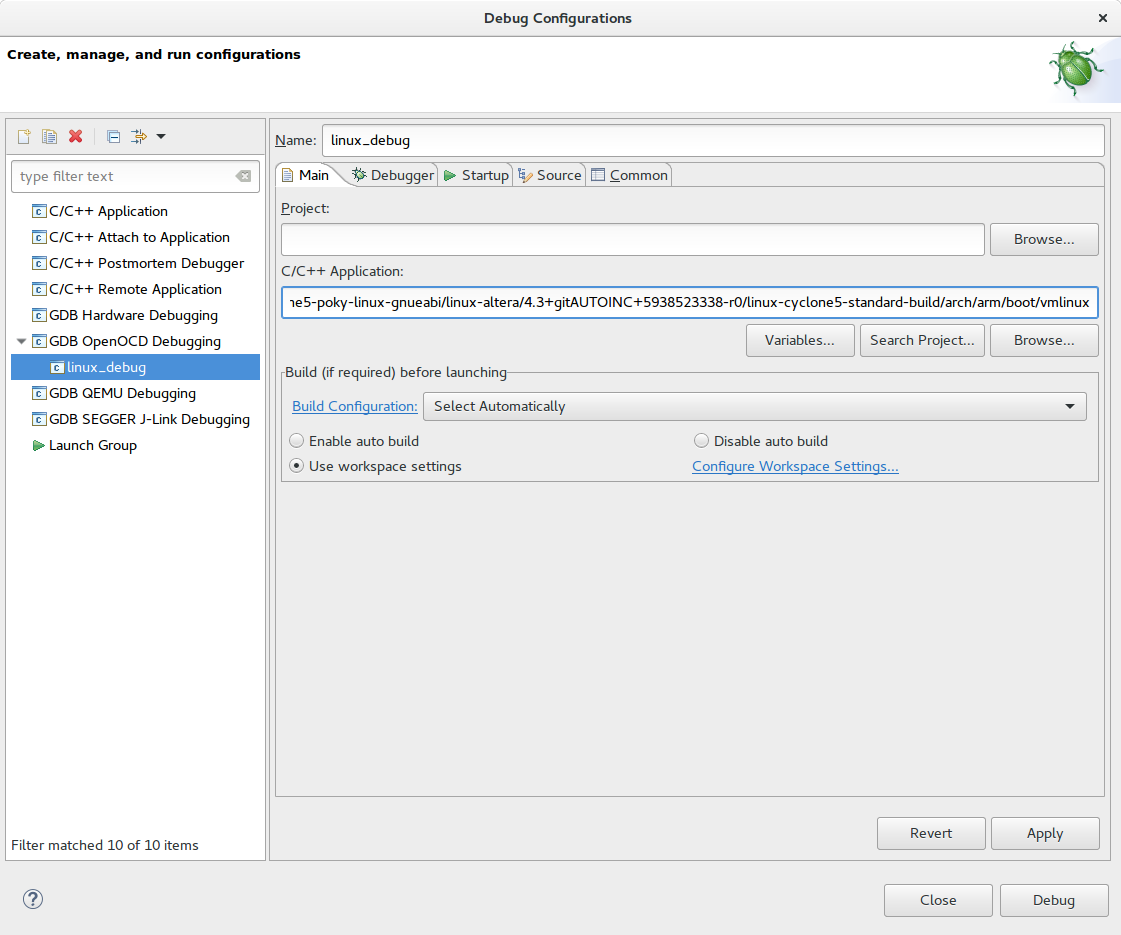 Debug Configurations
Create, manage, and run configurations
type filter text
C/C++ Application
C/C++ Attach to Application
C/C++ Postmortem Debugger
C/C++ Remote Application
GDB Hardware Debugging
GDB OpenOCD Debugging
linux_debug
GDB QEMU Debugging
GDB SEGGER J-Link Debugging
Launch Group
Filter matched 10 of 10 items
Name: linux_debug
Main Debugger Startup Source Common
Project:
Browse...
C/C++ Application:
ne5-poky-linux-gnueabi/linux-altera/4.3+gitAUTOINC+5938523338-r0/linux-cyclone5-standard-build/arch/arm/boot/vmlinux
Variables... Search Project... Browse...
Build (if required) before launching
Build Configuration: Select Automatically
Enable auto build Disable auto build
Use workspace settings Configure Workspace Settings...
Revert Apply
Close Debug